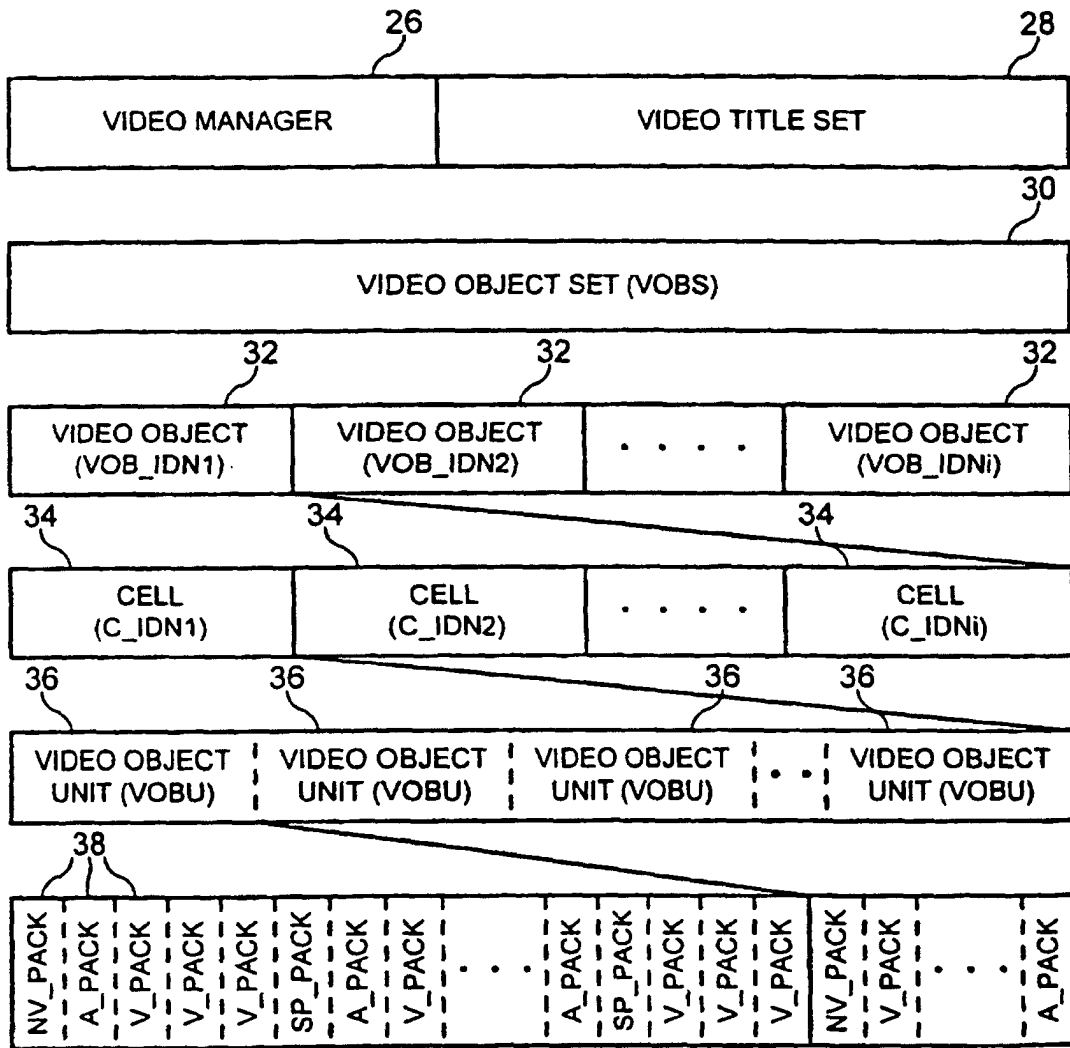 26 28
VIDEO MANAGER VIDEO TITLE SET
30
VIDEO OBJECT SET (VOBS)
32 32 32
VIDEO OBJECT VIDEO OBJECT VIDEO OBJECT
(VOB_IDN1) (VOB_IDN2) . . . . (VOB_IDNi)
34 34 34
CELL CELL CELL
(C_IDN1) (C_IDN2) . . . . (C_IDNi)
36 36 36 36
VIDEO OBJECT VIDEO OBJECT VIDEO OBJECT VIDEO OBJECT
UNIT (VOBU) UNIT (VOBU) UNIT (VOBU) . . UNIT (VOBU)
38
NV_PACK A_PACK V_PACK V_PACK V_PACK SP_PACK A_PACK V_PACK . . . A_PACK SP_PACK V_PACK V_PACK V_PACK NV_PACK V_PACK . . . A_PACK